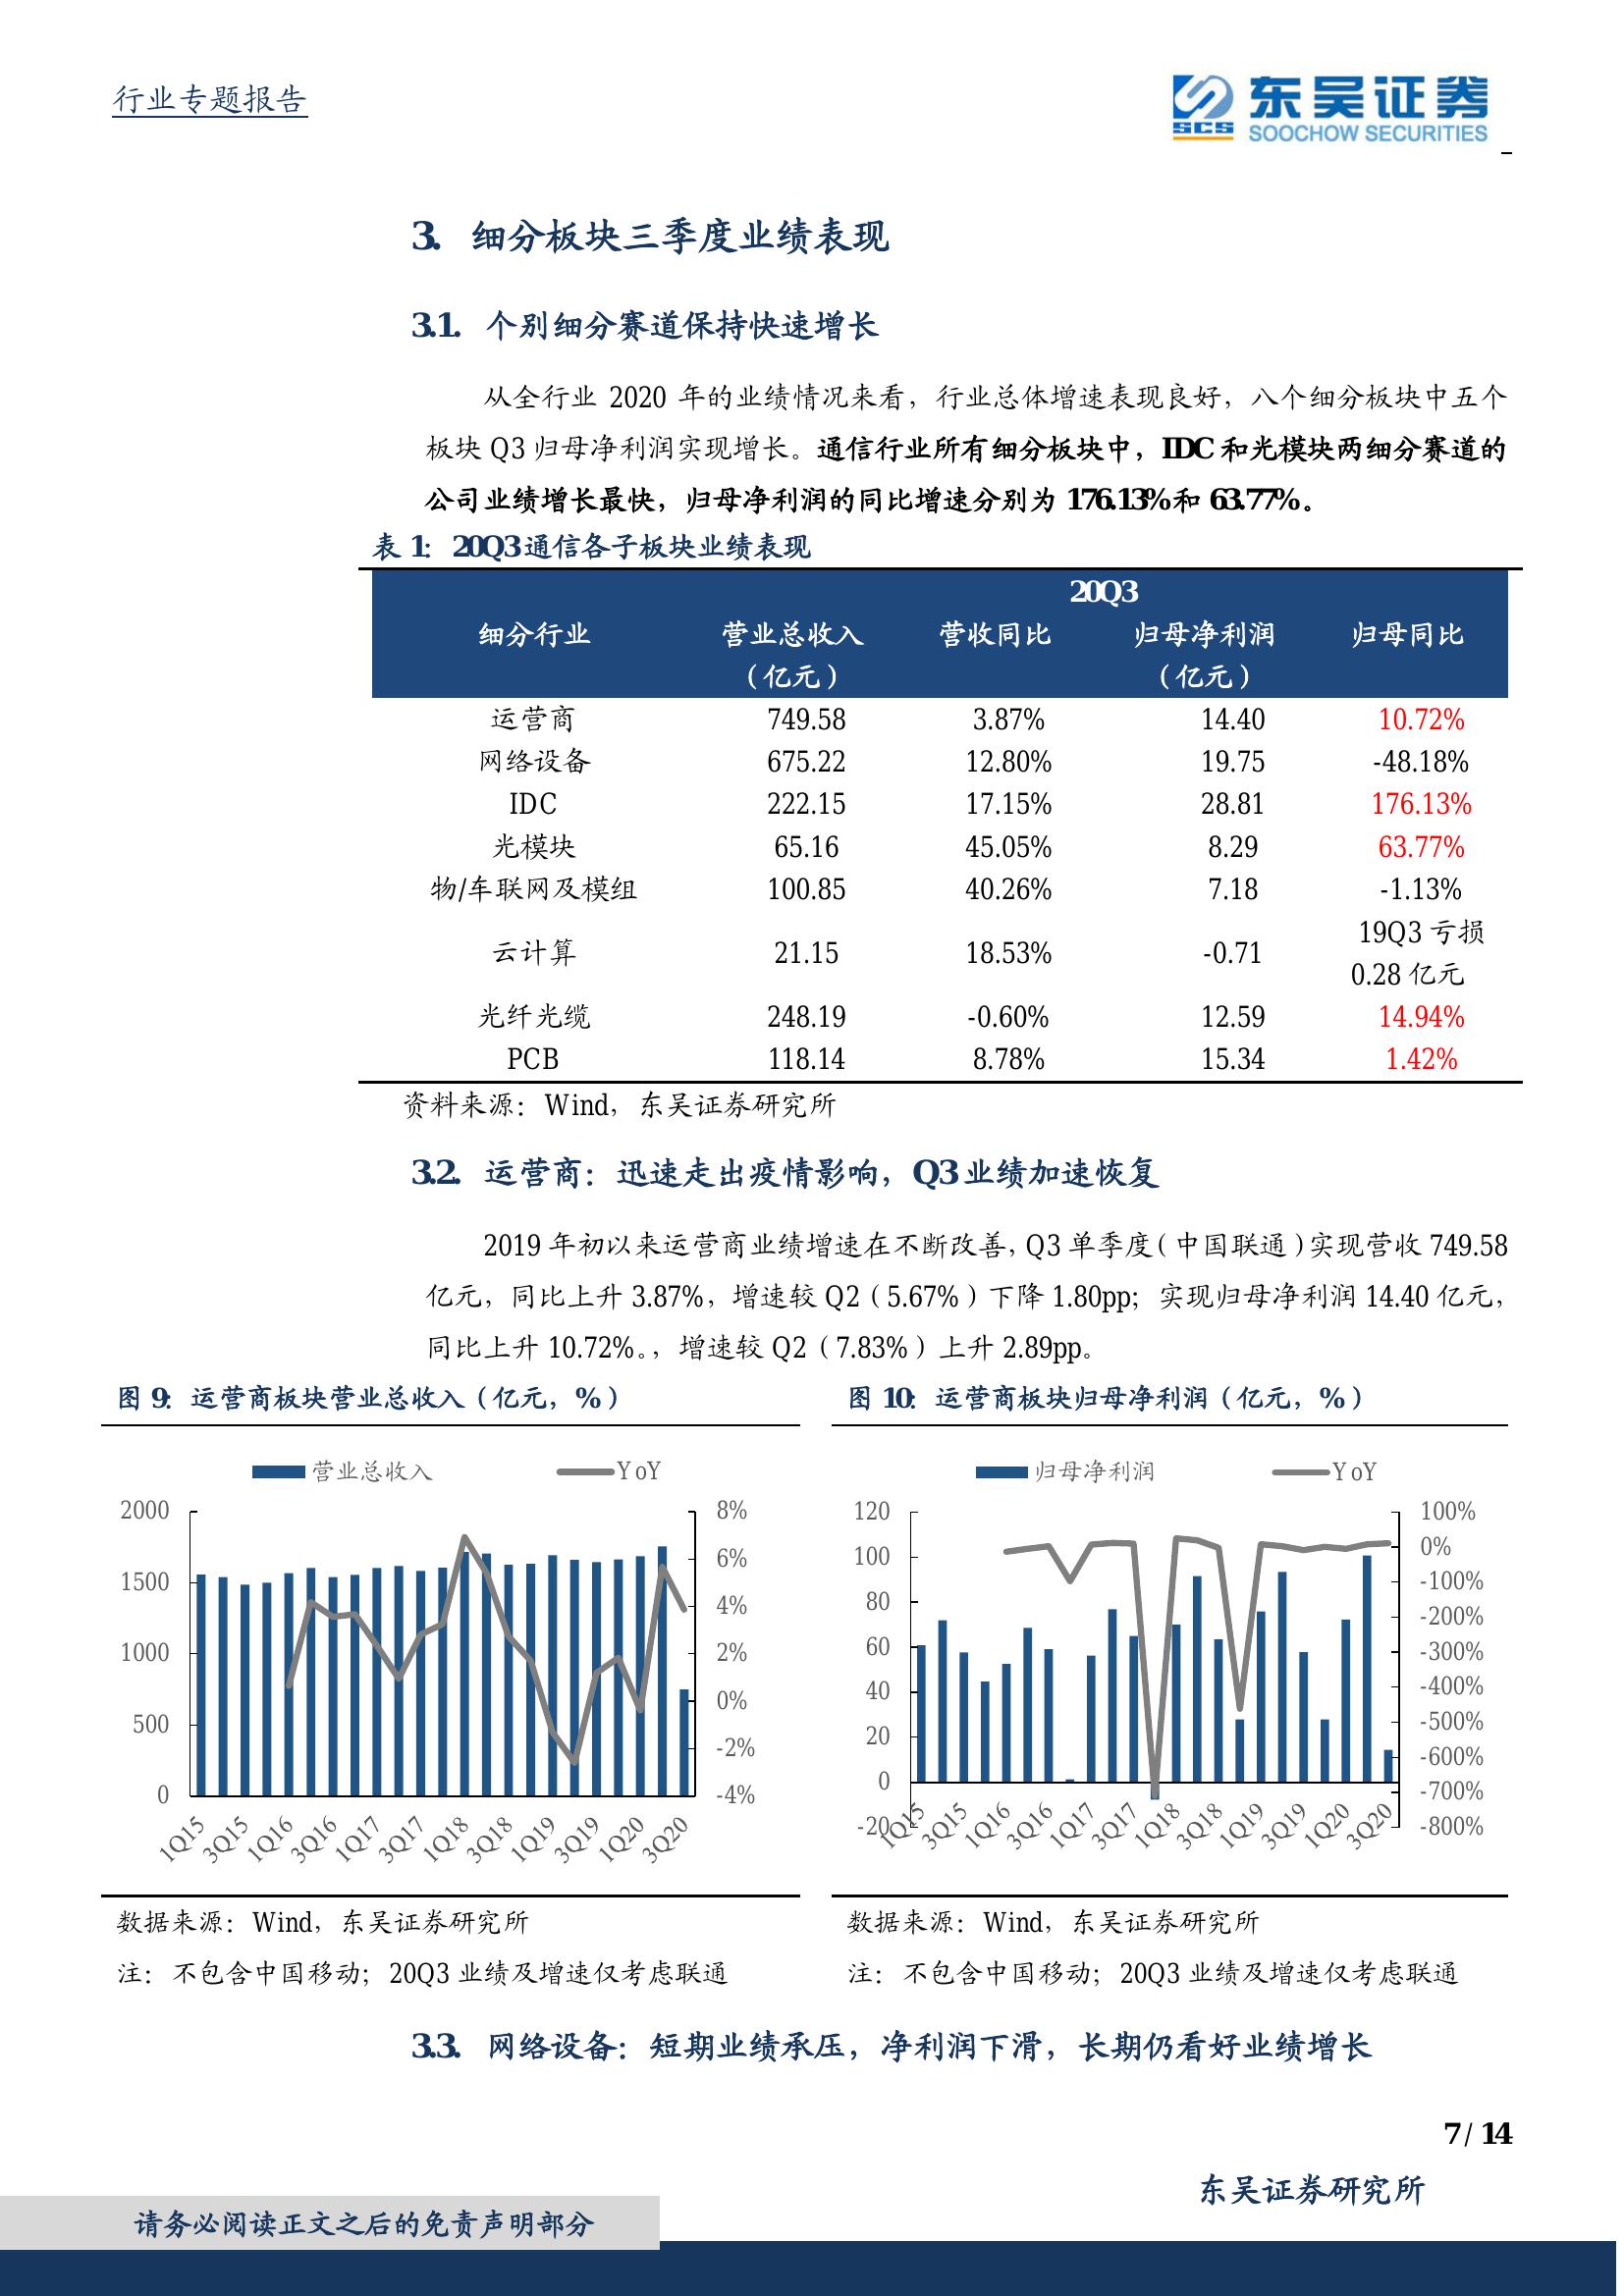 行业专题报告
东吴证券
SCS
SOOCHOW SECURITIES
3. 细分板块三季度业绩表现
3.1. 个别细分赛道保持快速增长
从全行业 2020 年的业绩情况来看，行业总体增速表现良好，八个细分板块中五个
板块 Q3 归母净利润实现增长。通信行业所有细分板块中，IDC 和光模块两细分赛道的
公司业绩增长最快，归母净利润的同比增速分别为 176.13%和 63.77%。
表 1：20Q3 通信各子板块业绩表现
20Q3
细分行业 营业总收入 营收同比 归母净利润 归母同比
（亿元） （亿元）
运营商 749.58 3.87% 14.40 10.72%
网络设备 675.22 12.80% 19.75 -48.18%
IDC 222.15 17.15% 28.81 176.13%
光模块 65.16 45.05% 8.29 63.77%
物/车联网及模组 100.85 40.26% 7.18 -1.13%
云计算 21.15 18.53% -0.71 19Q3 亏损
0.28 亿元
光纤光缆 248.19 -0.60% 12.59 14.94%
PCB 118.14 8.78% 15.34 1.42%
资料来源：Wind，东吴证券研究所
3.2. 运营商：迅速走出疫情影响，Q3 业绩加速恢复
2019 年初以来运营商业绩增速在不断改善，Q3 单季度（中国联通）实现营收 749.58
亿元，同比上升 3.87%，增速较 Q2（5.67%）下降 1.80pp；实现归母净利润 14.40 亿元，
同比上升 10.72%。，增速较 Q2（7.83%）上升 2.89pp。
图 9：运营商板块营业总收入（亿元，%）
营业总收入 YoY
2000 8%
6%
1500
4%
1000 2%
0%
500
-2%
0 -4%
1Q15 3Q15 1Q16 3Q16 1Q17 3Q17 1Q18 3Q18 1Q19 3Q19 1Q20 3Q20
数据来源：Wind，东吴证券研究所
注：不包含中国移动；20Q3 业绩及增速仅考虑联通
图 10：运营商板块归母净利润（亿元，%）
归母净利润 YoY
120 100%
0%
100
-100%
80
-200%
60 -300%
40 -400%
-500%
20
-600%
0
-700%
-20 -800%
1Q15 3Q15 1Q16 3Q16 1Q17 3Q17 1Q18 3Q18 1Q19 3Q19 1Q20 3Q20
数据来源：Wind，东吴证券研究所
注：不包含中国移动；20Q3 业绩及增速仅考虑联通
3.3. 网络设备：短期业绩承压，净利润下滑，长期仍看好业绩增长
7 / 14
东吴证券研究所
请务必阅读正文之后的免责声明部分